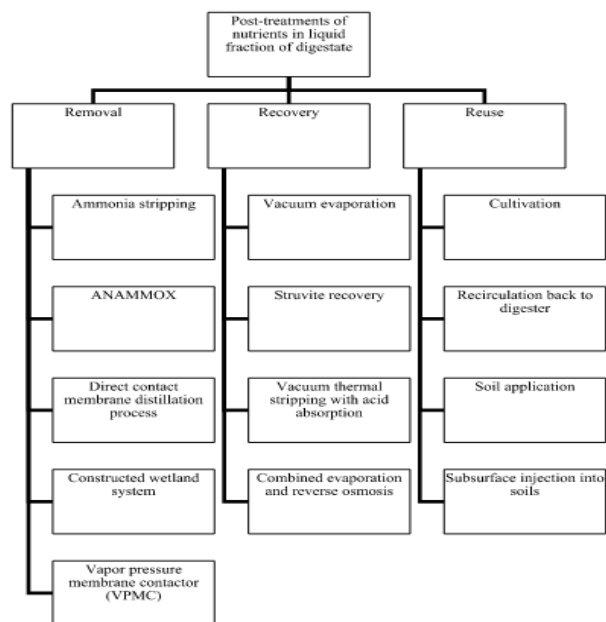 Post-treatments of
nutrients in liquid
fraction of digestate
Removal
Recovery
Reuse
Ammonia stripping
Vacuum evaporation
Cultivation
ANAMMOX
Struvite recovery
Recirculation back to
digester
Direct contact
membrane distillation
process
Vacuum thermal
stripping with acid
absorption
Soil application
Constructed wetland
system
Combined evaporation
and reverse osmosis
Subsurface injection into
soils
Vapor pressure
membrane contactor
(VPMC)